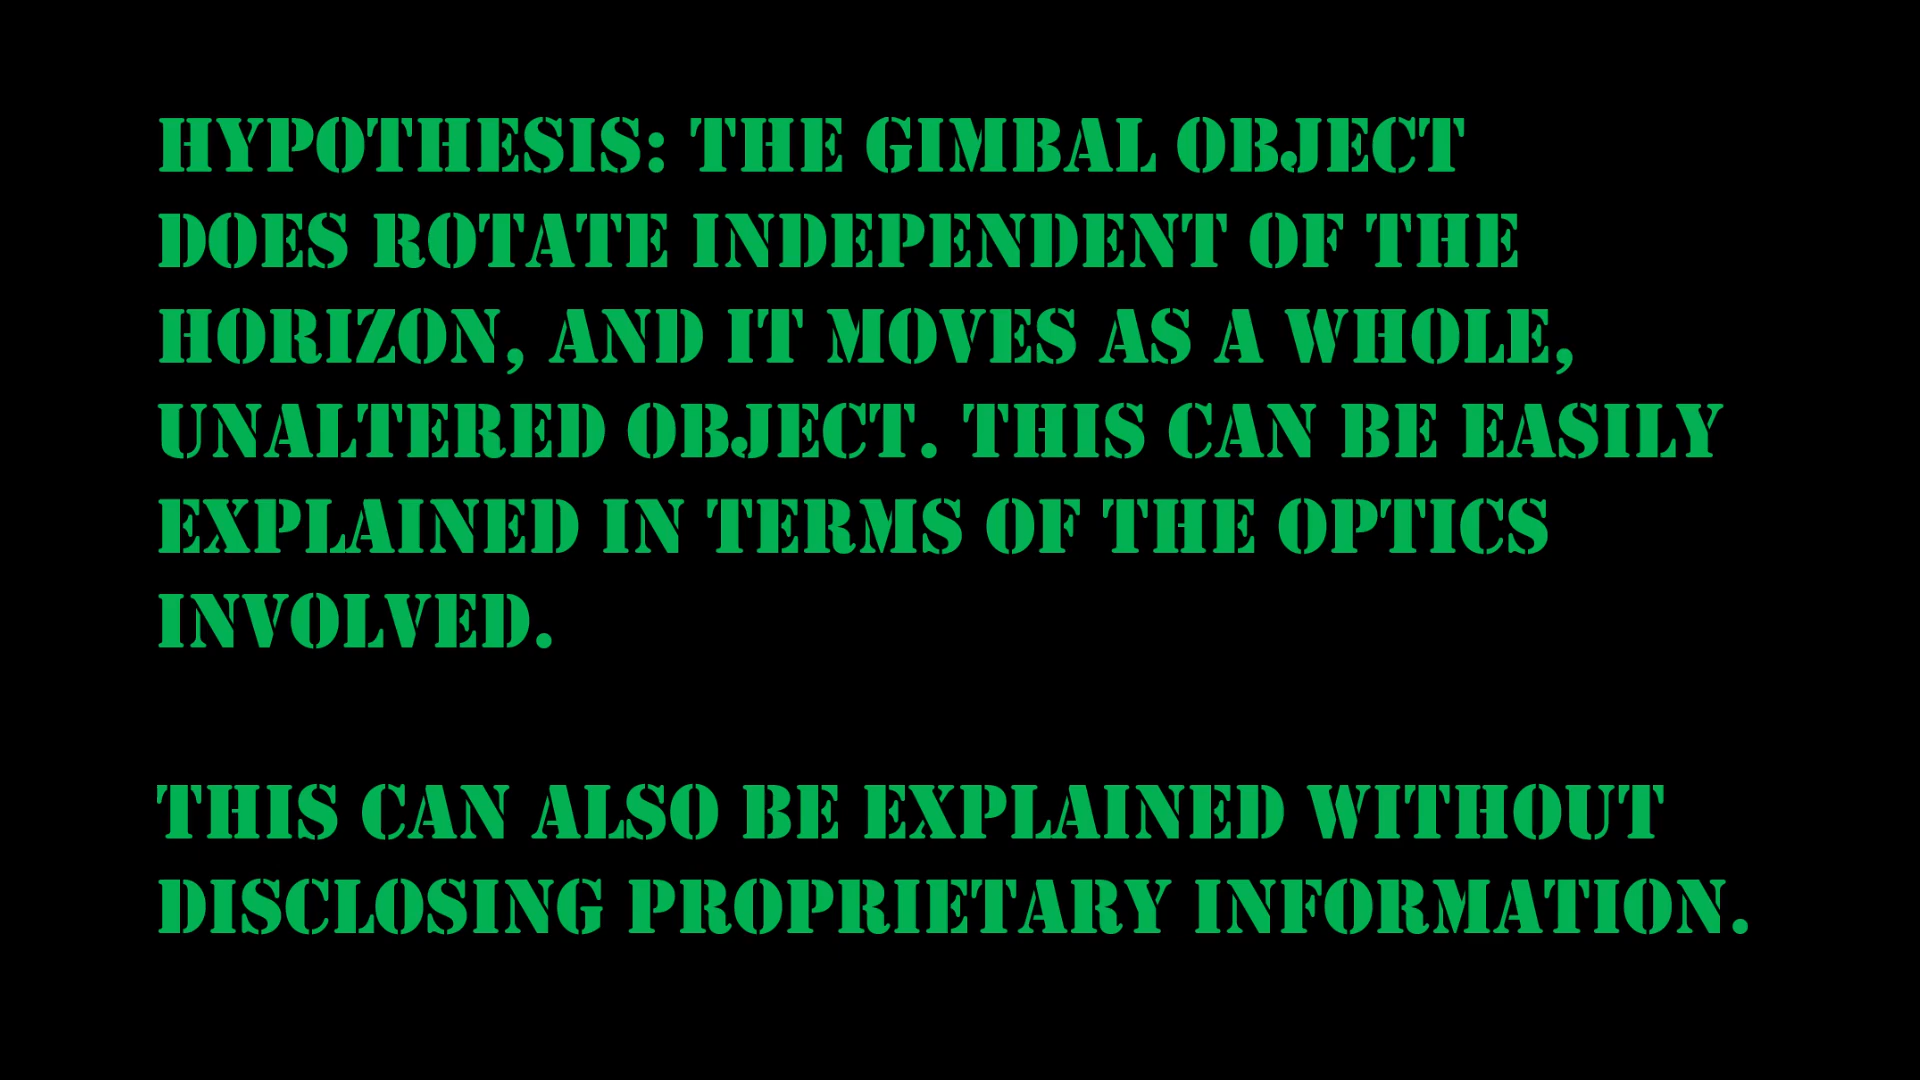 HYPOTHESIS: THE GIMBAL OBJECT
DOES ROTATE INDEPENDENT OF THE
HORIZON, AND IT MOVES AS A WHOLE,
UNALTERED OBJECT. THIS CAN BE EASILY
EXPLAINED IN TERMS OF THE OPTICS
INVOLVED.
THIS CAN ALSO BE EXPLAINED WITHOUT
DISCLOSING PROPRIETARY INFORMATION.